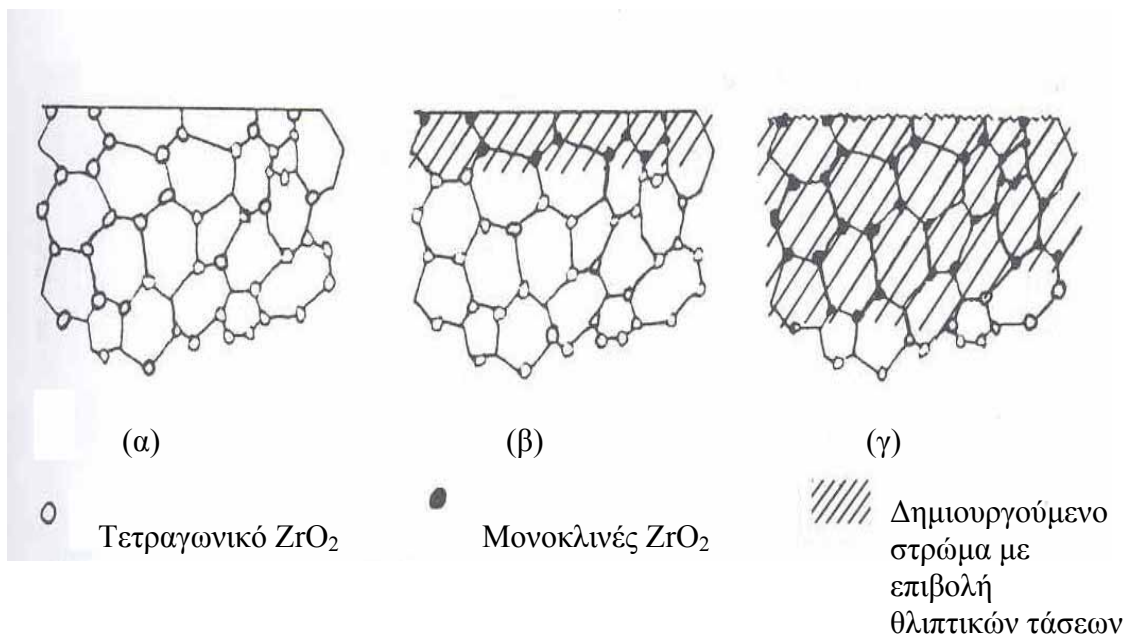 (α)
(β)
(γ)
Τετραγωνικό ZrO₂
Μονοκλινές ZrO₂
Δημιουργούμενο
στρώμα με
επιβολή
θλιπτικών τάσεων